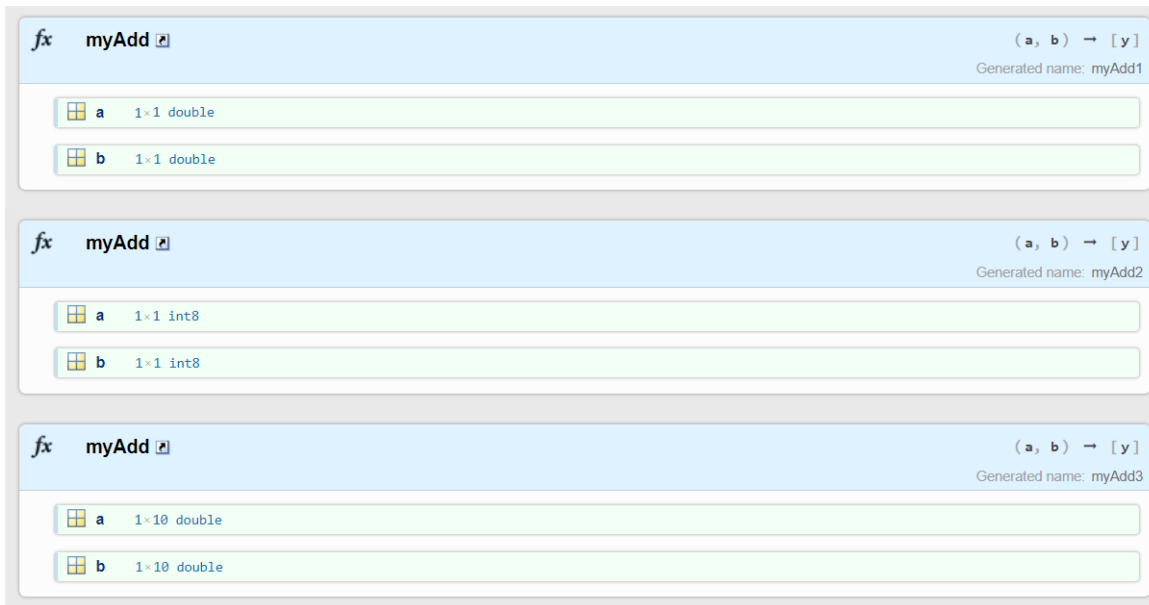 fx myAdd (a, b) → [y]
Generated name: myAdd1
a 1×1 double
b 1×1 double
fx myAdd (a, b) → [y]
Generated name: myAdd2
a 1×1 int8
b 1×1 int8
fx myAdd (a, b) → [y]
Generated name: myAdd3
a 1×10 double
b 1×10 double